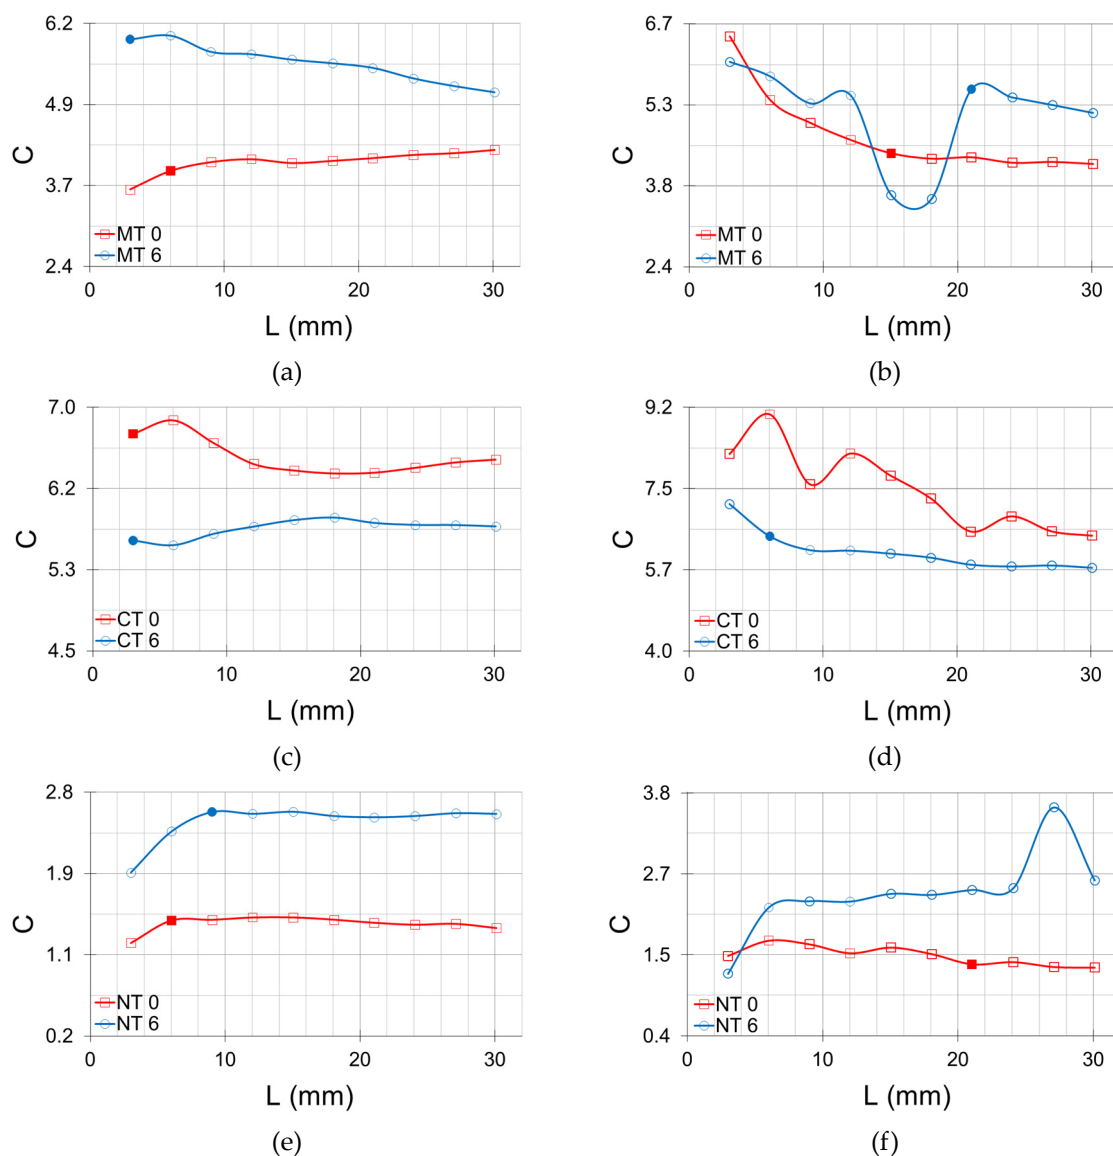 6.2
4.9
C
3.7
MT 0
MT 6
2.4
0 10 20 30
L (mm)
(a)
6.7
5.3
C
3.8
MT 0
MT 6
2.4
0 10 20 30
L (mm)
(b)
7.0
6.2
C
5.3
CT 0
CT 6
4.5
0 10 20 30
L (mm)
(c)
9.2
7.5
C
5.7
CT 0
CT 6
4.0
0 10 20 30
L (mm)
(d)
2.8
1.9
C
1.1
NT 0
NT 6
0.2
0 10 20 30
L (mm)
(e)
3.8
2.7
C
1.5
NT 0
NT 6
0.4
0 10 20 30
L (mm)
(f)